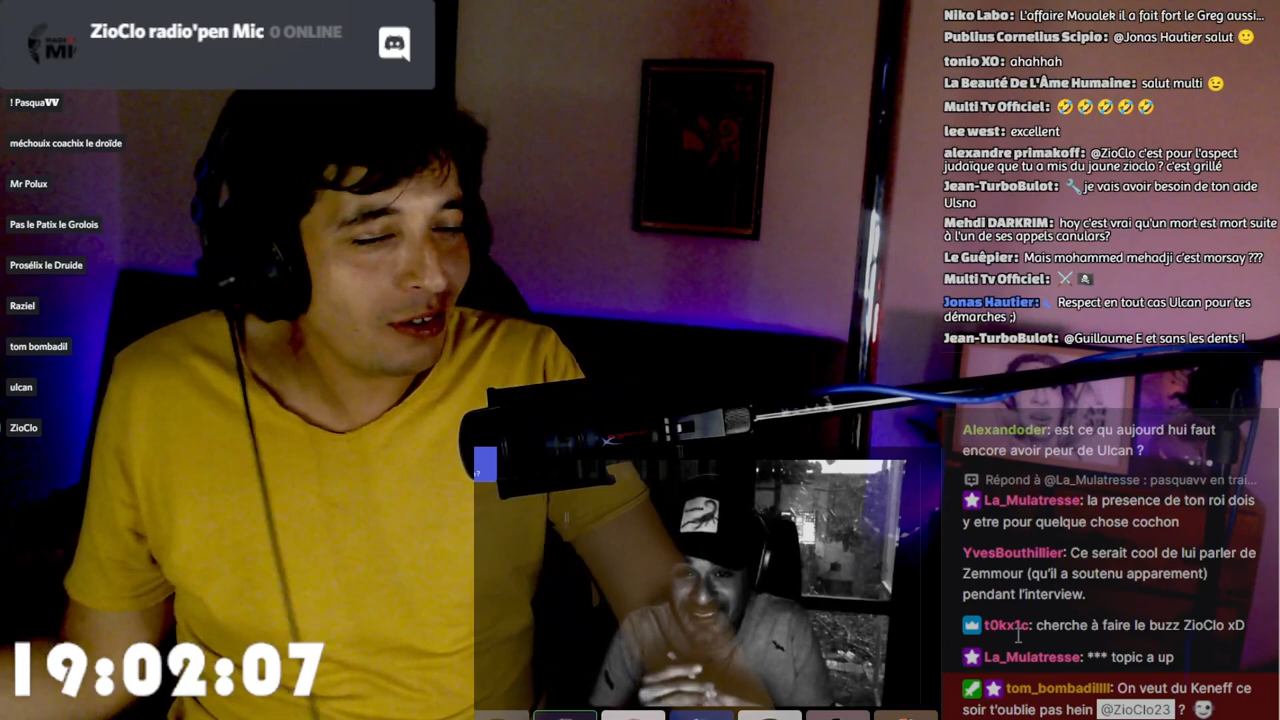 ZioClo radio'pen Mic 0 ONLINE
MI
! PasquaVV
méchouix coachix le droïde
Mr Polux
Pas le Patix le Grolois
Prosélix le Druide
Raziel
tom bombadil
ulcan
ZioClo
19:02:07
Niko Labo: L'affaire Moualek il a fait fort le Greg aussi...
Publius Cornelius Scipio: @Jonas Hautier salut 🙂
tonio XO: ahahhah
La Beauté De L'Âme Humaine: salut multi 😉
Multi Tv Officiel: 🤣🤣🤣🤣🤣
lee west: excellent
alexandre primakoff: @ZioClo c'est pour l'aspect
judaïque que tu a mis du jaune zioclo ? c'est grillé
Jean-TurboBulot: 🔧je vais avoir besoin de ton aide
Ulsna
Mehdi DARKRIM: hoy c'est vrai qu'un mort est mort suite
à l'un de ses appels canulars?
Le Guêpier: Mais mohammed mehadji c'est morsay ???
Multi Tv Officiel: ⚔ 🏴‍☠️
Jonas Hautier: Respect en tout cas Ulcan pour tes
démarches ;)
Jean-TurboBulot: @Guillaume E et sans les dents !
Alexandoder: est ce qu aujourd hui faut
encore avoir peur de Ulcan ?
Répond à @La_Mulatresse : pasquavv en trai...
La_Mulatresse: la presence de ton roi dois
y etre pour quelque chose cochon
YvesBouthillier: Ce serait cool de lui parler de
Zemmour (qu'il a soutenu apparement)
pendant l'interview.
t0kx1c: cherche à faire le buzz ZioClo xD
La_Mulatresse: *** topic a up
tom_bombadillll: On veut du Keneff ce
soir t'oublie pas hein @ZioClo23 ?